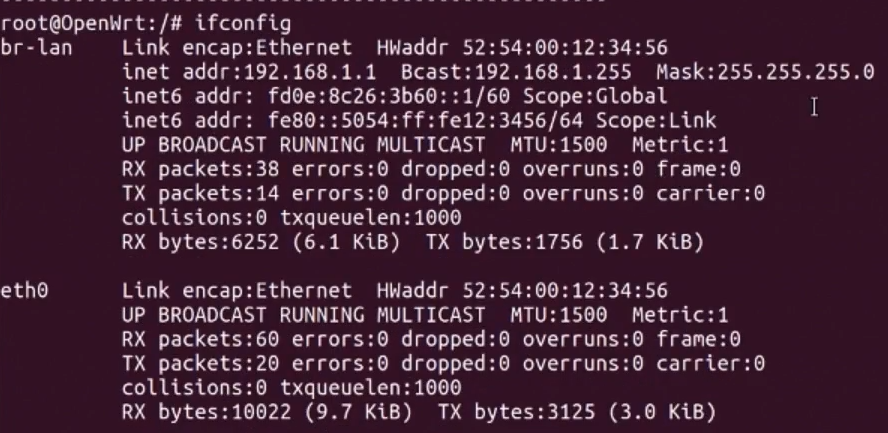 root@OpenWrt:/# ifconfig
br-lan    Link encap:Ethernet  HWaddr 52:54:00:12:34:56
          inet addr:192.168.1.1  Bcast:192.168.1.255  Mask:255.255.255.0
          inet6 addr: fd0e:8c26:3b60::1/60 Scope:Global
          inet6 addr: fe80::5054:ff:fe12:3456/64 Scope:Link
          UP BROADCAST RUNNING MULTICAST  MTU:1500  Metric:1
          RX packets:38 errors:0 dropped:0 overruns:0 frame:0
          TX packets:14 errors:0 dropped:0 overruns:0 carrier:0
          collisions:0 txqueuelen:1000
          RX bytes:6252 (6.1 KiB)  TX bytes:1756 (1.7 KiB)

eth0      Link encap:Ethernet  HWaddr 52:54:00:12:34:56
          UP BROADCAST RUNNING MULTICAST  MTU:1500  Metric:1
          RX packets:60 errors:0 dropped:0 overruns:0 frame:0
          TX packets:20 errors:0 dropped:0 overruns:0 carrier:0
          collisions:0 txqueuelen:1000
          RX bytes:10022 (9.7 KiB)  TX bytes:3125 (3.0 KiB)